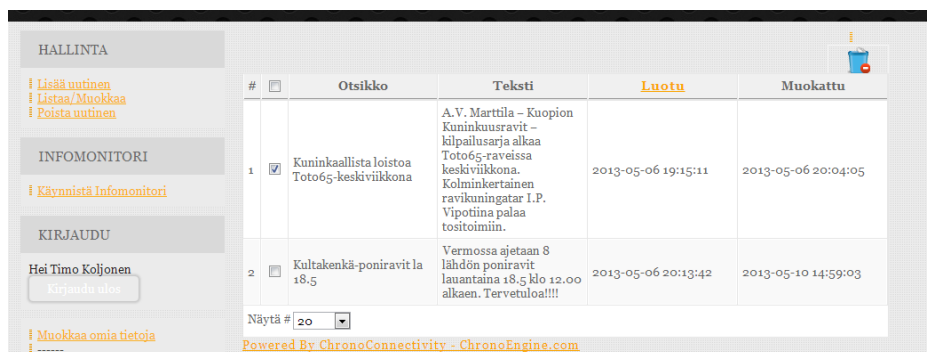 HALLINTA
Lisää uutinen
Listaa/Muokkaa
Poista uutinen
INFOMONITORI
Käynnistä Infomonitori
KIRJAUDU
Hei Timo Koljonen
Kirjaudu ulos
Muokkaa omia tietoja
# Otsikko Teksti Luotu Muokattu
1 Kuninkaallista loistoa
Toto65-keskiviikkona
A.V. Marttila – Kuopion
Kuninkuusravit –
kilpailusarja alkaa
Toto65-raveissa
keskiviikkona.
Kolminkertainen
ravikuningatar I.P.
Vipotiina palaa
tositoimiin.
2013-05-06 19:15:11 2013-05-06 20:04:05
2 Kultakenkä-poniravit la
18.5
Vermossa ajetaan 8
lähdön poniravit
lauantaina 18.5 klo 12.00
alkaen. Tervetuloa!!!!
2013-05-06 20:13:42 2013-05-10 14:59:03
Näytä # 20
Powered By ChronoConnectivity - ChronoEngine.com